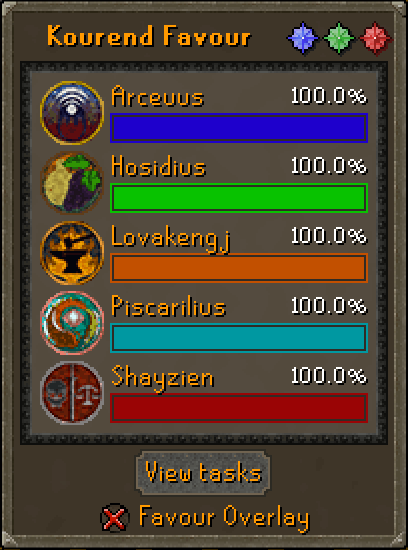 Kourend Favour
Arceuus 100.0%
Hosidius 100.0%
Lovakengj 100.0%
Piscarilius 100.0%
Shayzien 100.0%
View tasks
Favour Overlay